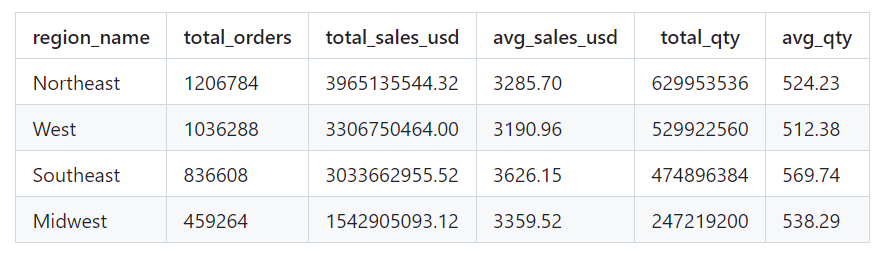 region_name total_orders total_sales_usd avg_sales_usd total_qty avg_qty
Northeast 1206784 3965135544.32 3285.70 629953536 524.23
West 1036288 3306750464.00 3190.96 529922560 512.38
Southeast 836608 3033662955.52 3626.15 474896384 569.74
Midwest 459264 1542905093.12 3359.52 247219200 538.29